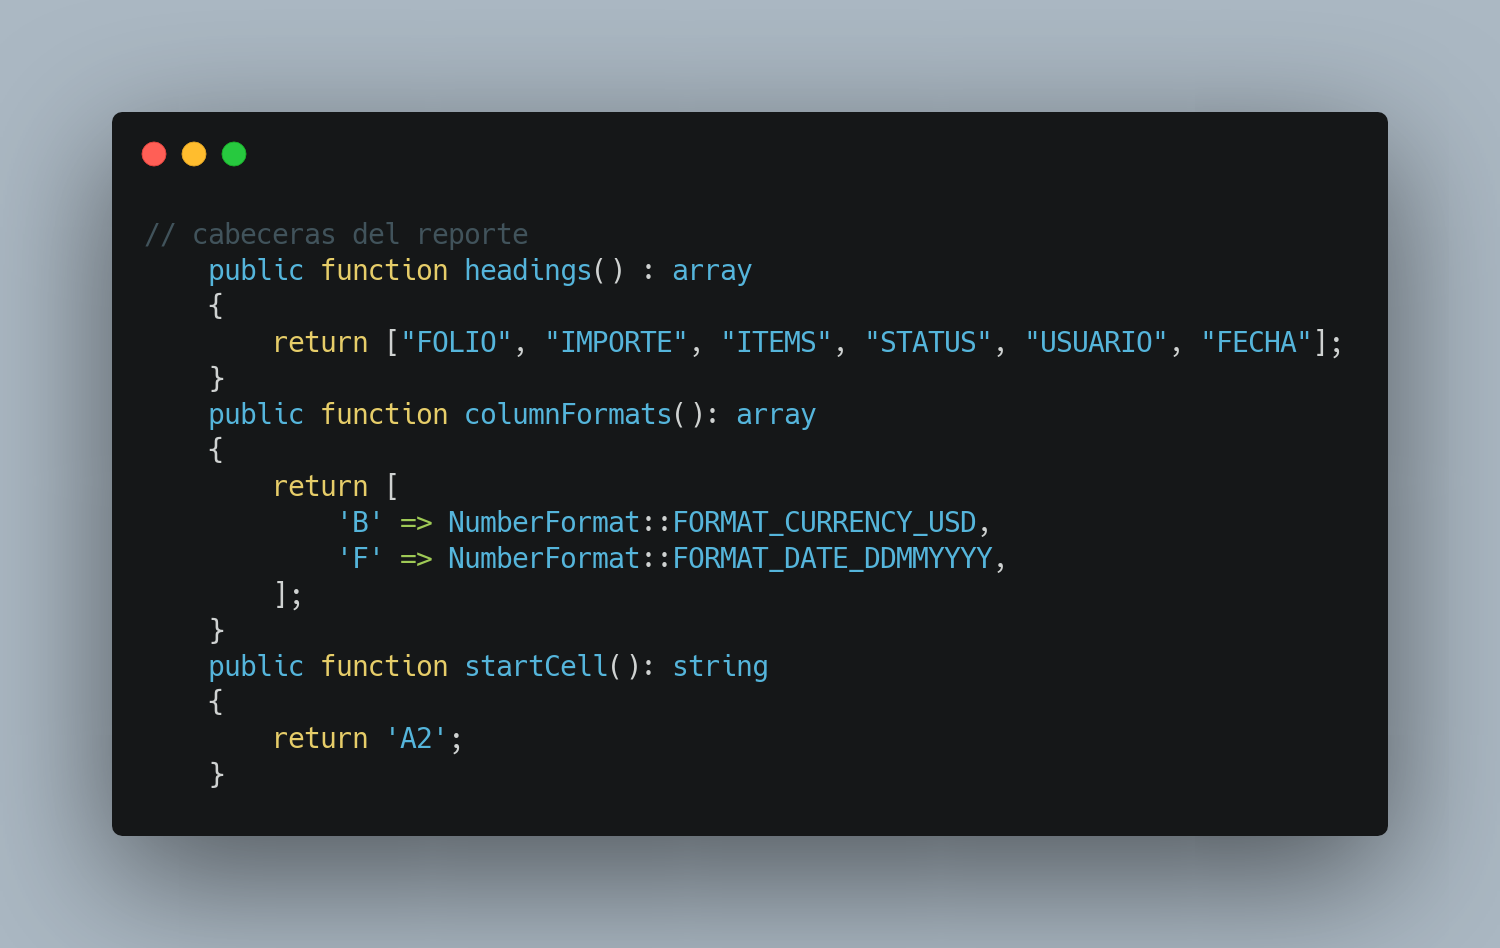 // cabeceras del reporte
    public function headings() : array
    {
        return ["FOLIO", "IMPORTE", "ITEMS", "STATUS", "USUARIO", "FECHA"];
    }
    public function columnFormats(): array
    {
        return [
            'B' => NumberFormat::FORMAT_CURRENCY_USD,
            'F' => NumberFormat::FORMAT_DATE_DDMMYYYY,
        ];
    }
    public function startCell(): string
    {
        return 'A2';
    }